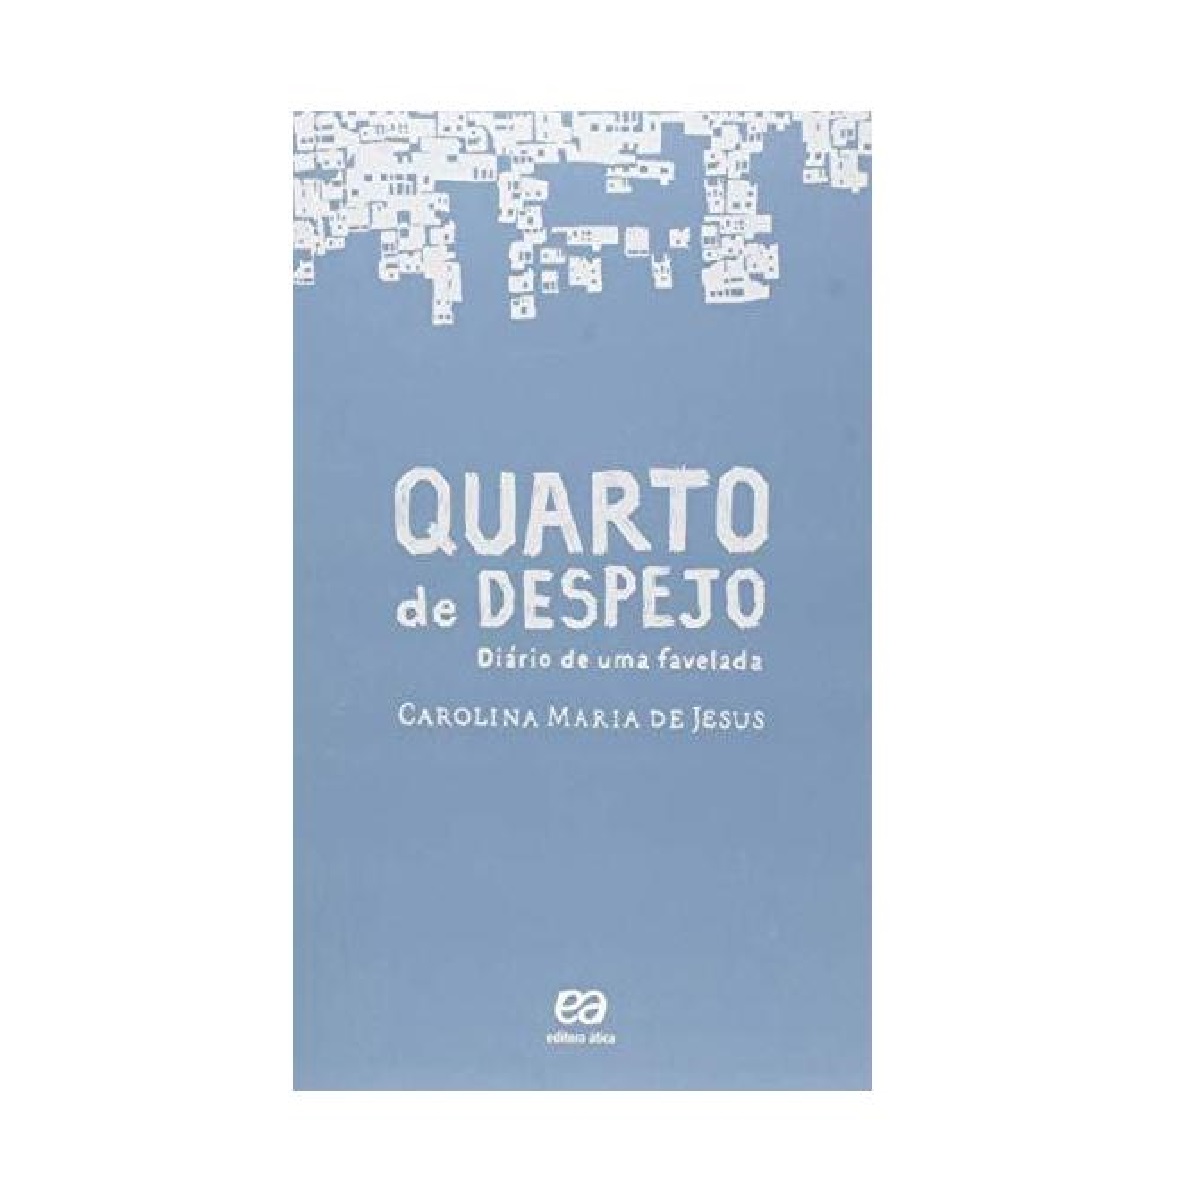 QUARTO
de DESPEJO
Diário de uma favelada
CAROLINA MARIA DE JESUS
ea
editora ática